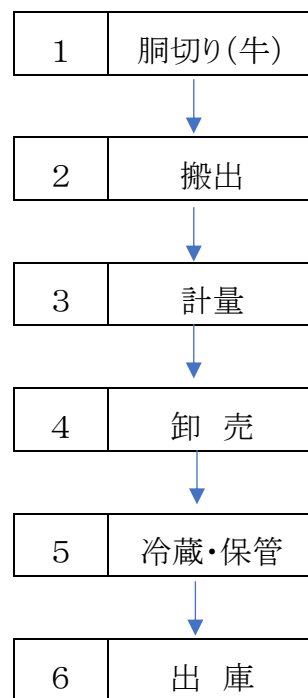 1 胴切り(牛)
2 搬出
3 計量
4 卸 売
5 冷蔵・保管
6 出 庫